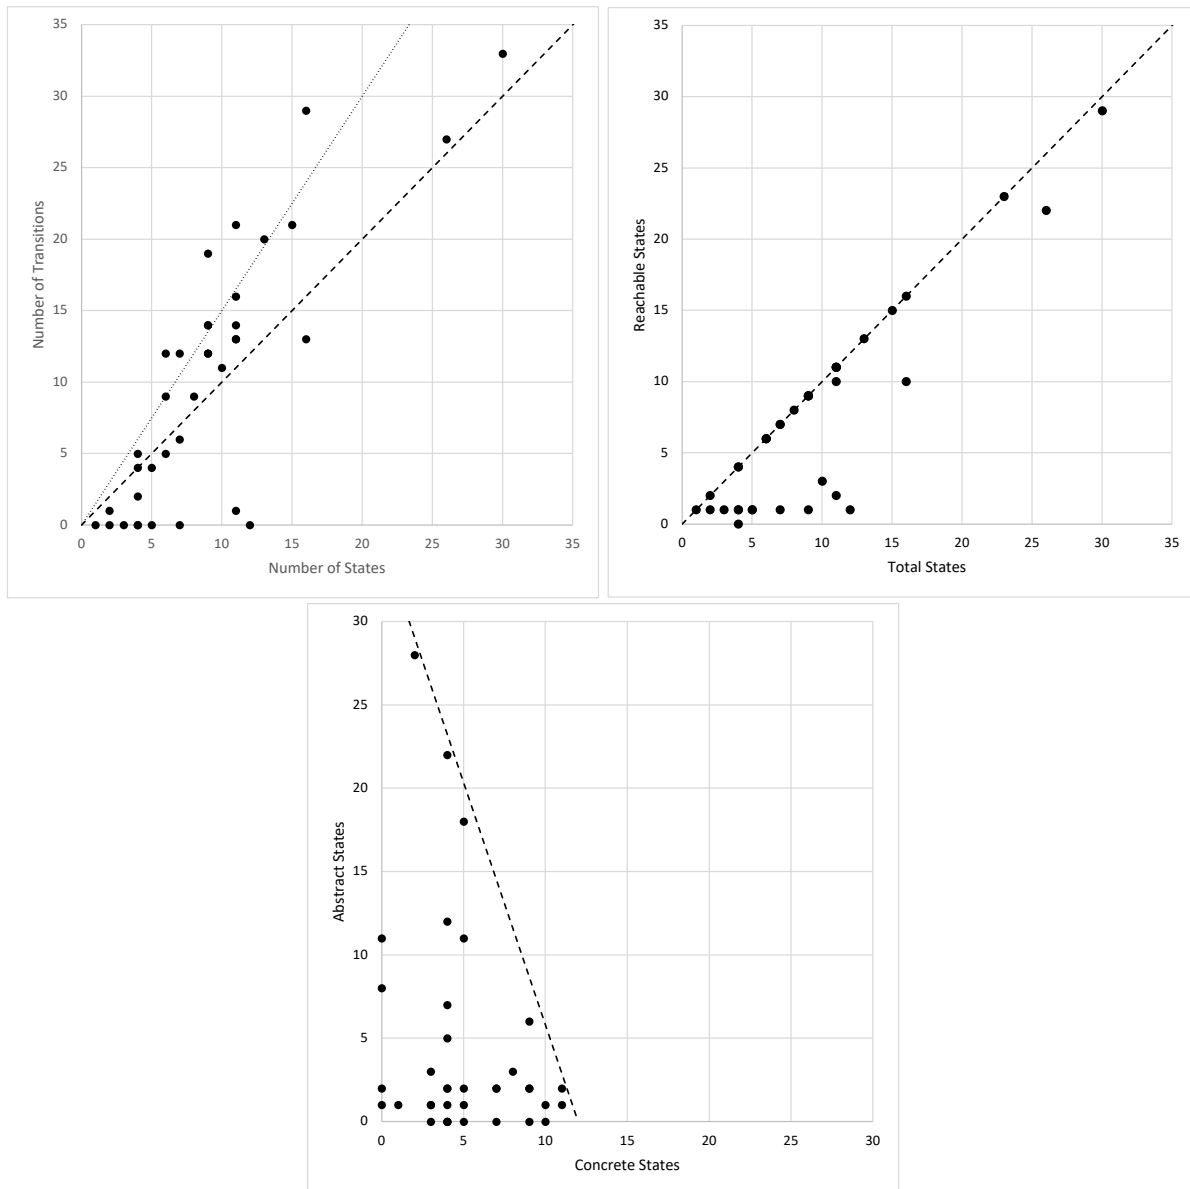 35
30
25
20
15
10
5
0
Number of Transitions
0 5 10 15 20 25 30 35
Number of States
35
30
25
20
15
10
5
0
Reachable States
0 5 10 15 20 25 30 35
Total States
30
25
20
15
10
5
0
Abstract States
0 5 10 15 20 25 30
Concrete States